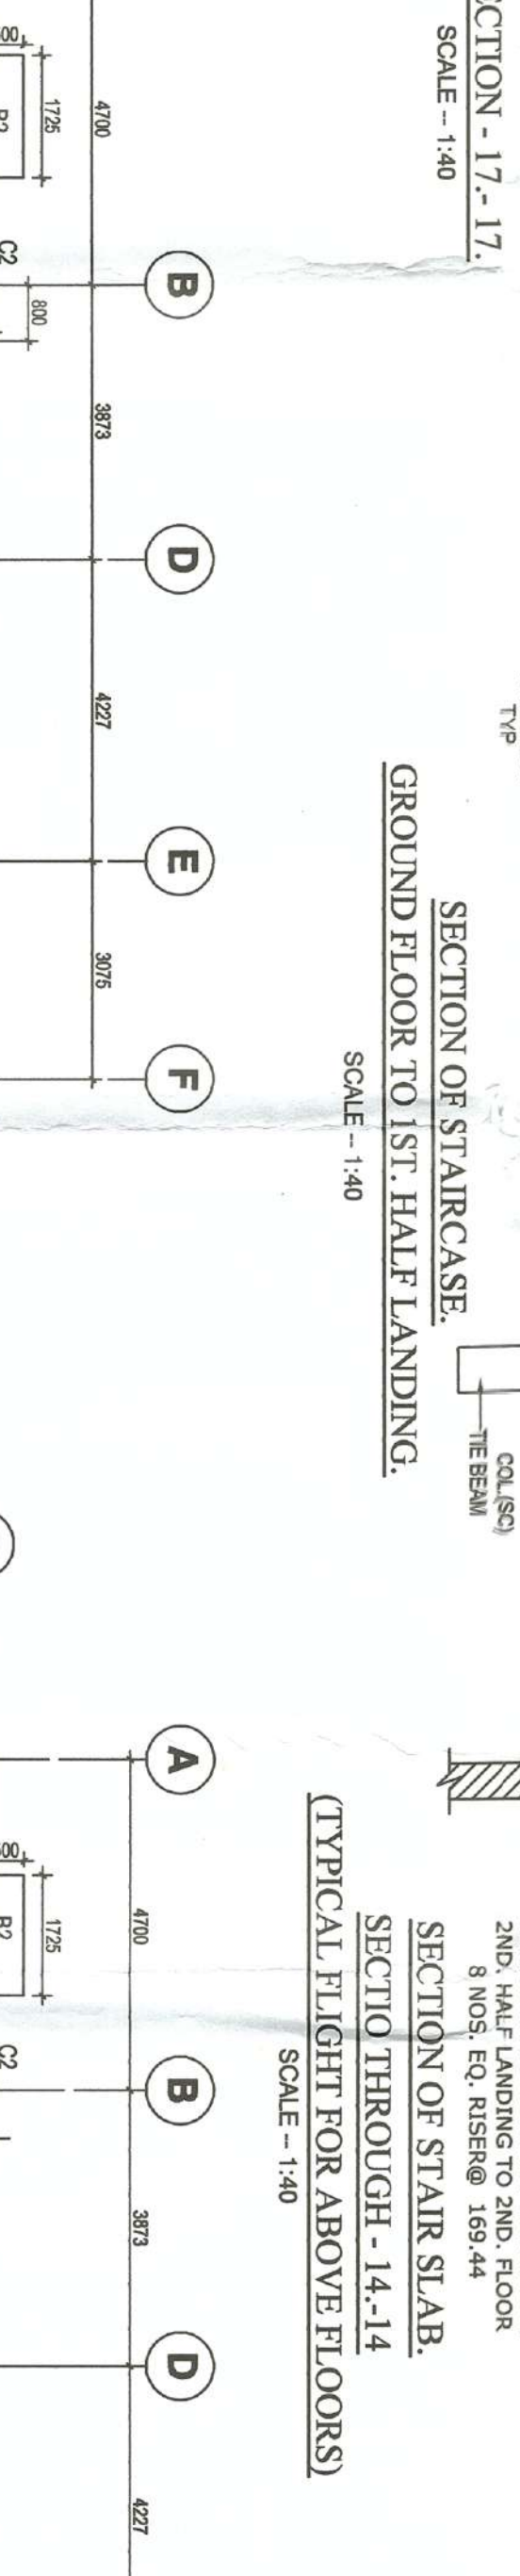 ECTION - 17.- 17.
SCALE -- 1:40
TYP
SECTION OF STAIRCASE.
GROUND FLOOR TO 1ST. HALF LANDING.
SCALE -- 1:40
COL.(SC)
TIE BEAM
2ND. HALF LANDING TO 2ND. FLOOR
8 NOS. EQ. RISER@ 169.44
SECTION OF STAIR SLAB.
SECTIO THROUGH - 14.-14
(TYPICAL FLIGHT FOR ABOVE FLOORS)
SCALE -- 1:40
B
D
E
F
4700
3873
4227
3075
1725
800
C2
A
B
D
4700
3873
4227
1725
B2
C2